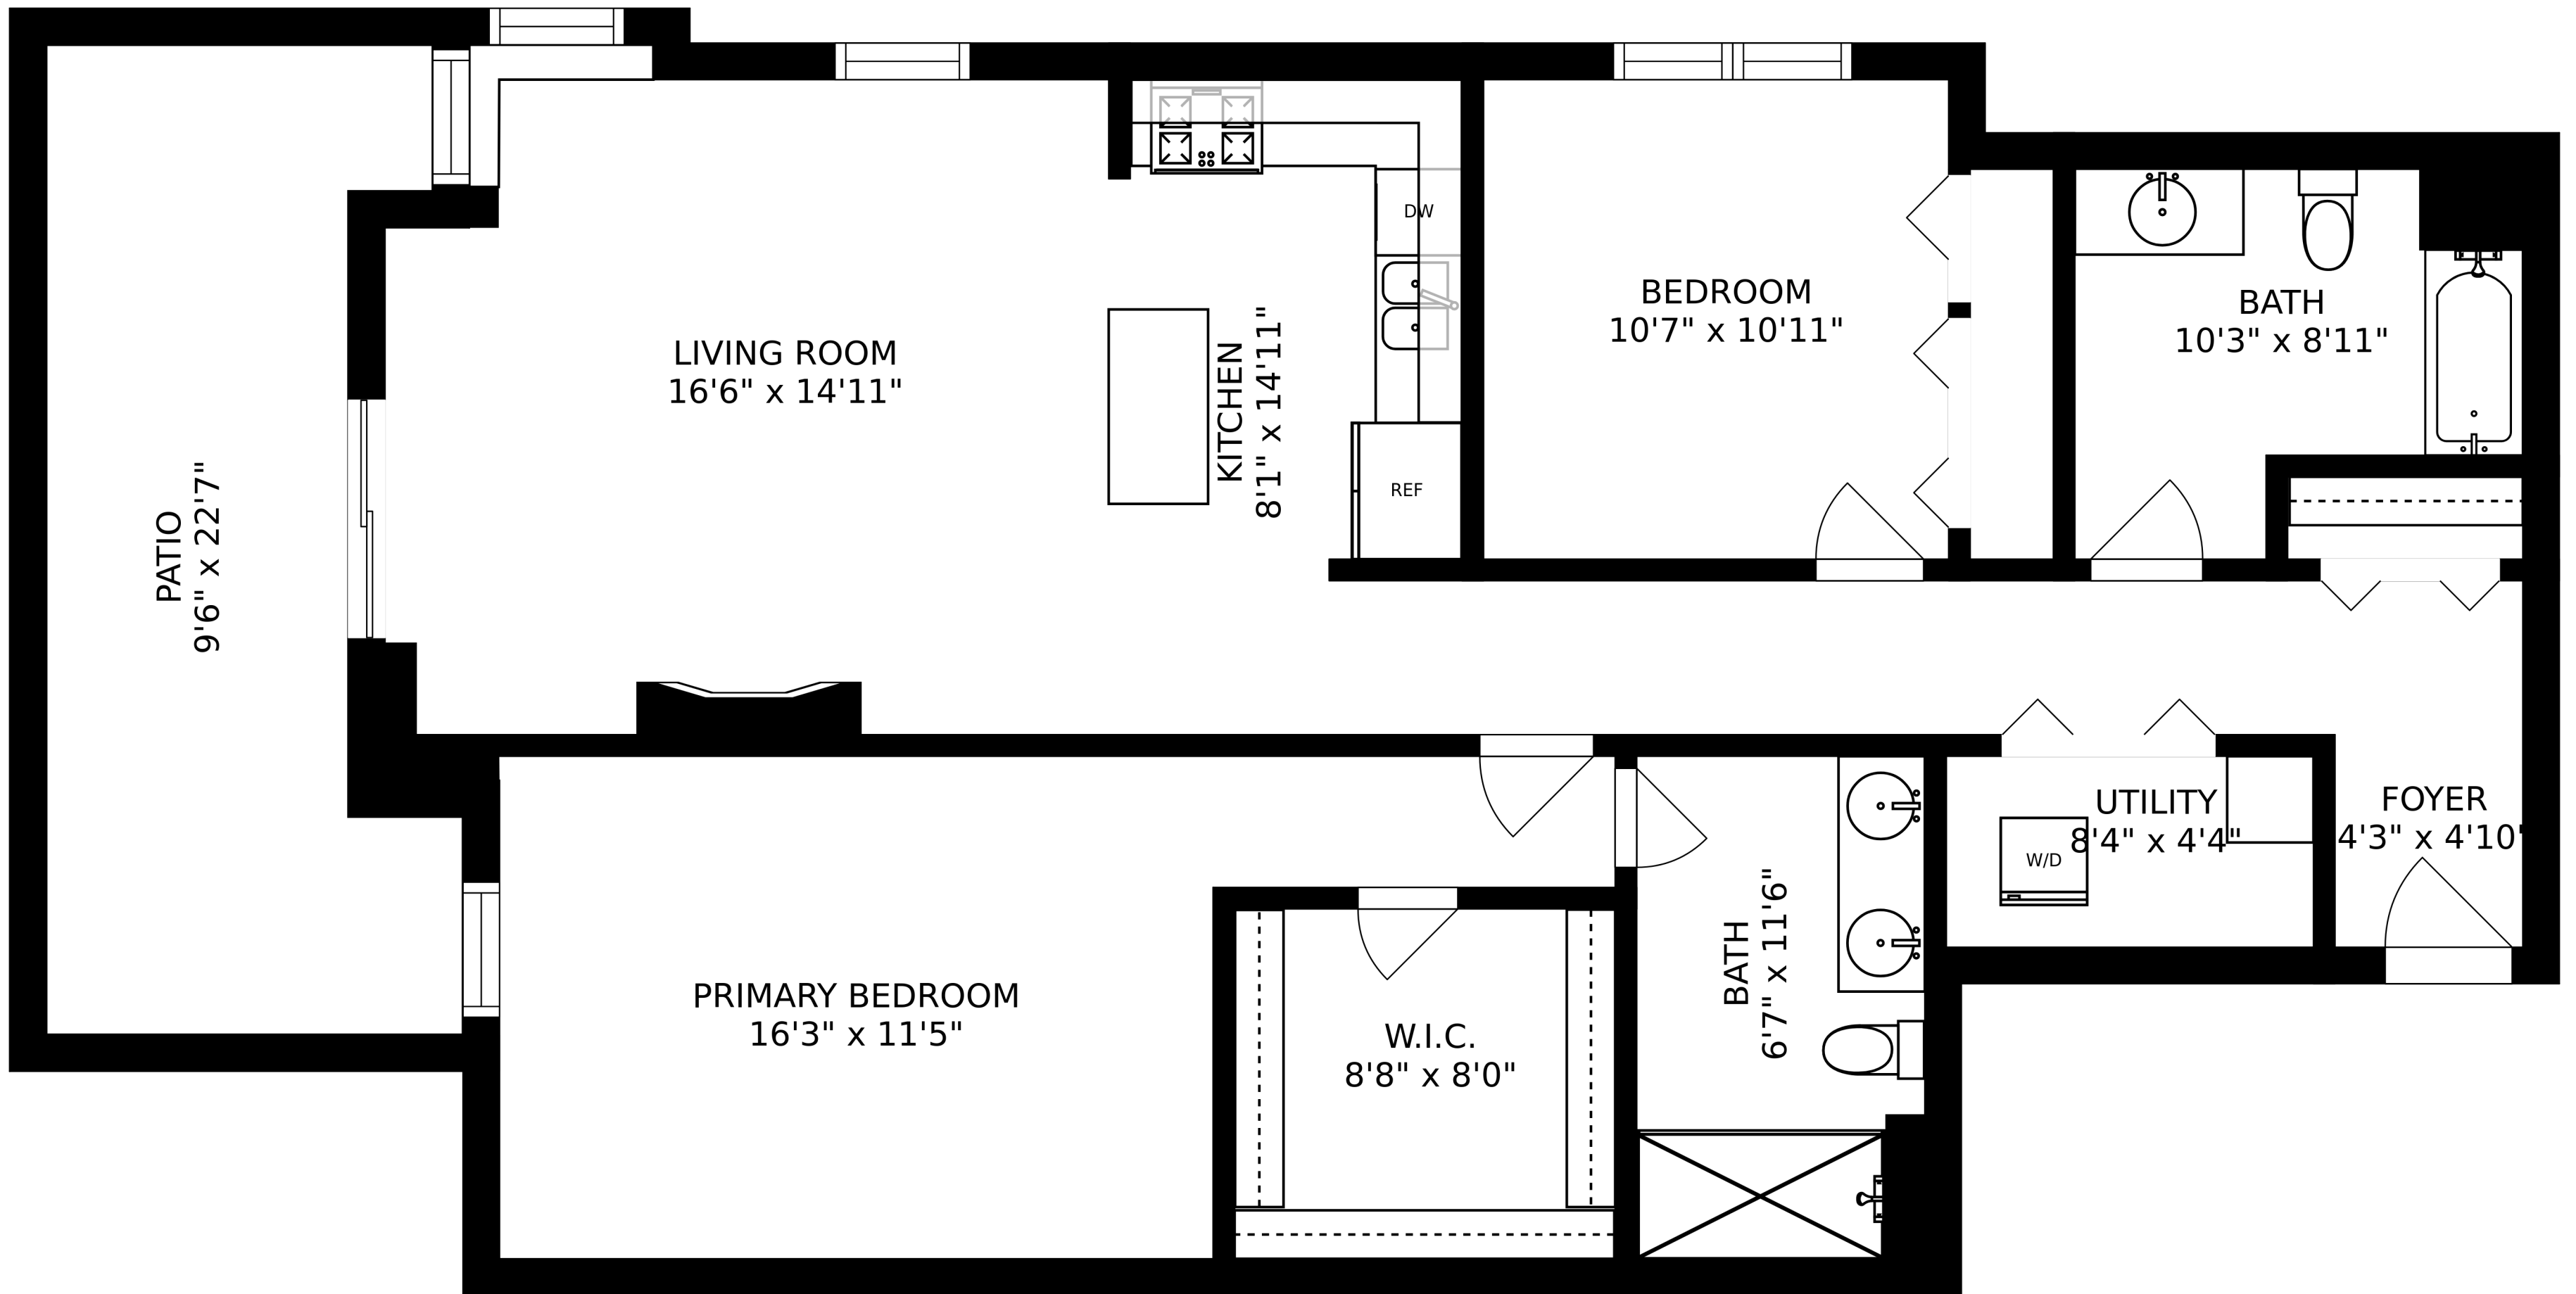 LIVING ROOM
16'6" x 14'11"
KITCHEN
8'1" x 14'11"
DW
REF
BEDROOM
10'7" x 10'11"
BATH
10'3" x 8'11"
PATIO
9'6" x 22'7"
PRIMARY BEDROOM
16'3" x 11'5"
W.I.C.
8'8" x 8'0"
BATH
6'7" x 11'6"
UTILITY
8'4" x 4'4"
W/D
FOYER
4'3" x 4'10"